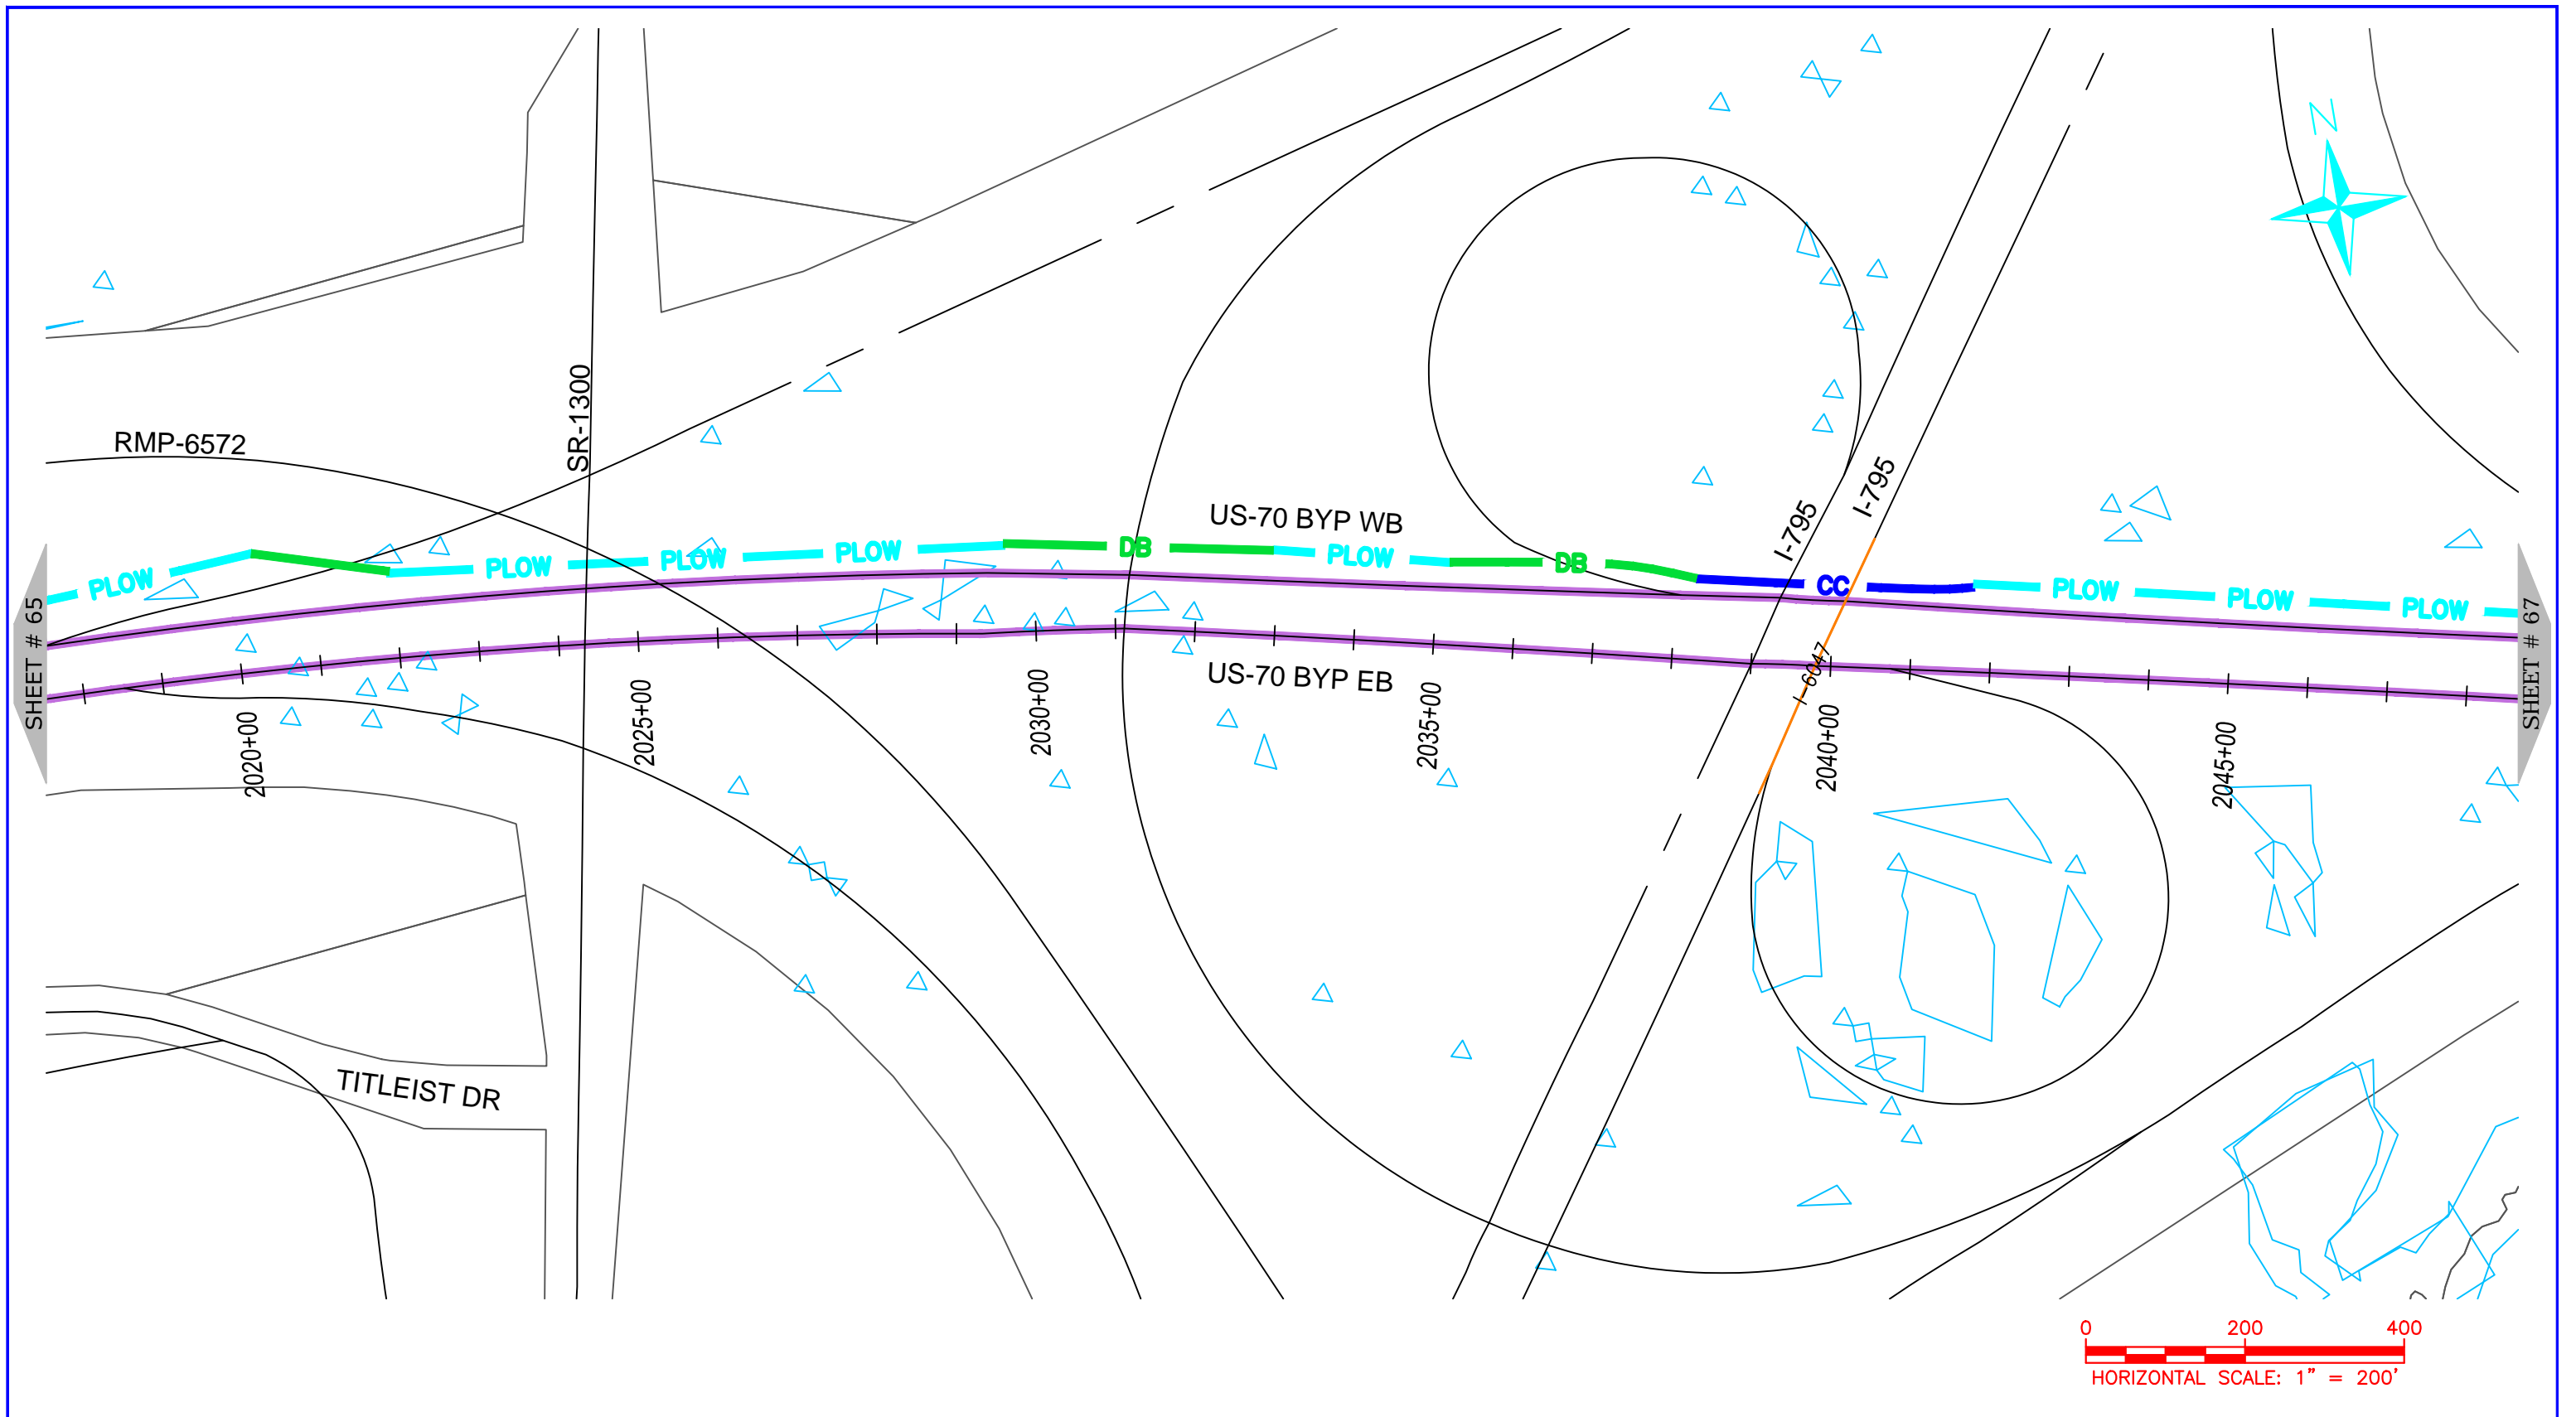 N
SR-1300
RMP-6572
US-70 BYP WB
I-795
I-795
PLOW
PLOW
PLOW
PLOW
DB
PLOW
DB
CC
PLOW
PLOW
PLOW
SHEET # 65
SHEET # 67
I-6047
US-70 BYP EB
2020+00
2025+00
2030+00
2035+00
2040+00
2045+00
TITLEIST DR
0 200 400
HORIZONTAL SCALE: 1" = 200'